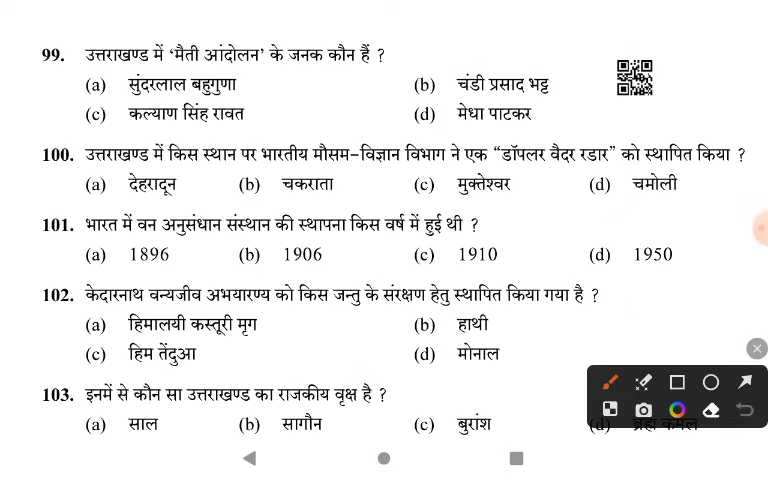 99. उत्तराखण्ड में ‘मैती आंदोलन’ के जनक कौन हैं ?
(a) सुंदरलाल बहुगुणा (b) चंडी प्रसाद भट्ट
(c) कल्याण सिंह रावत (d) मेधा पाटकर
100. उत्तराखण्ड में किस स्थान पर भारतीय मौसम-विज्ञान विभाग ने एक “डॉपलर वैदर रडार” को स्थापित किया ?
(a) देहरादून (b) चकराता (c) मुक्तेश्वर (d) चमोली
101. भारत में वन अनुसंधान संस्थान की स्थापना किस वर्ष में हुई थी ?
(a) 1896 (b) 1906 (c) 1910 (d) 1950
102. केदारनाथ वन्यजीव अभयारण्य को किस जन्तु के संरक्षण हेतु स्थापित किया गया है ?
(a) हिमालयी कस्तूरी मृग (b) हाथी
(c) हिम तेंदुआ (d) मोनाल
103. इनमें से कौन सा उत्तराखण्ड का राजकीय वृक्ष है ?
(a) साल (b) सागौन (c) बुरांश (d) ब्रह्म कमल